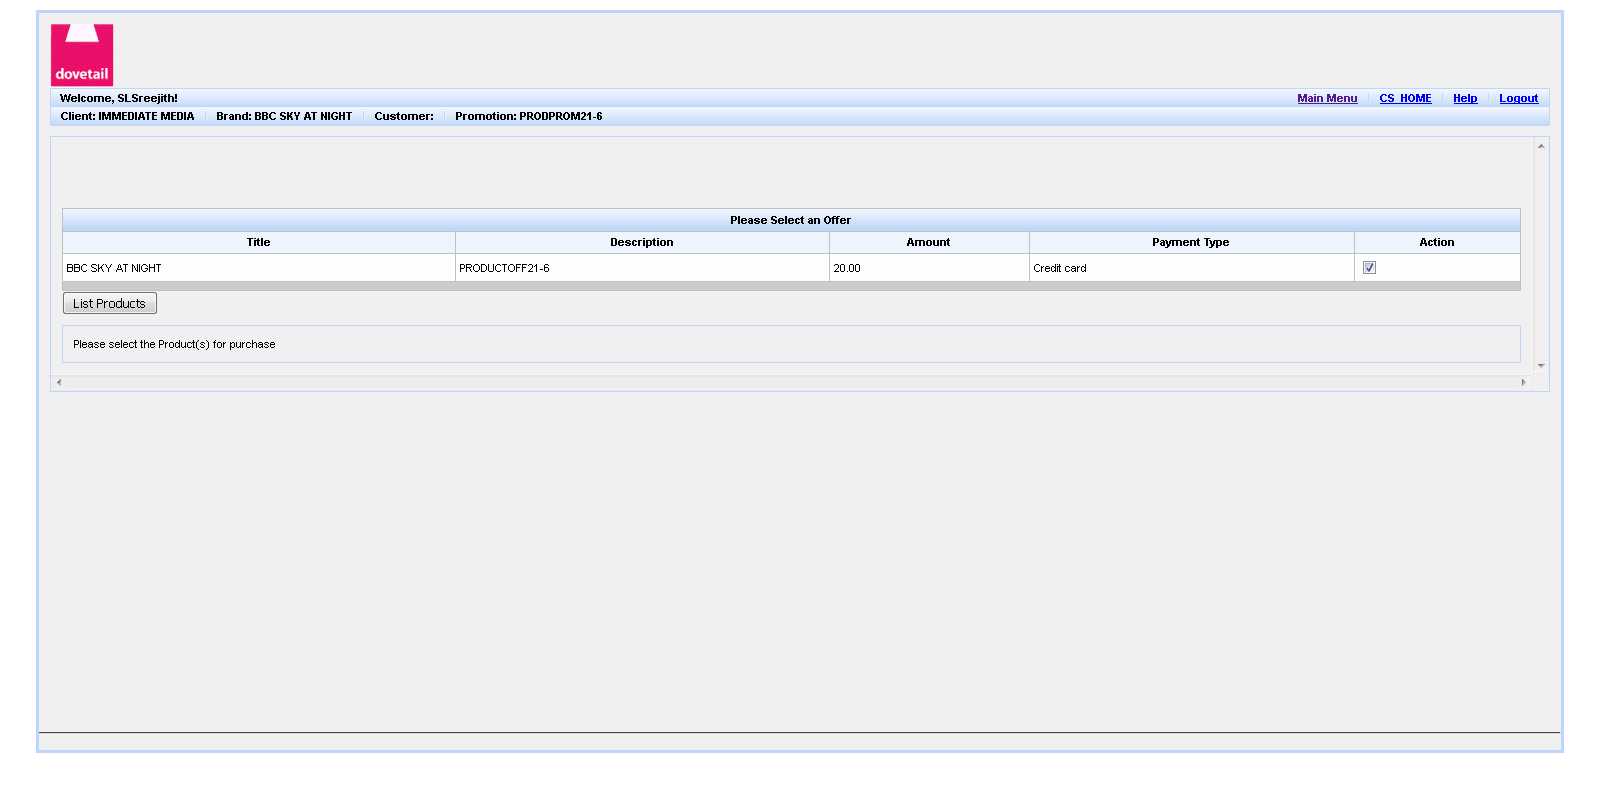 dovetail
Welcome, SLSreejith!
Main Menu CS_HOME Help Logout
Client: IMMEDIATE MEDIA Brand: BBC SKY AT NIGHT Customer: Promotion: PRODPROM21-6
Please Select an Offer
Title Description Amount Payment Type Action
BBC SKY AT NIGHT PRODUCTOFF21-6 20.00 Credit card
List Products
Please select the Product(s) for purchase